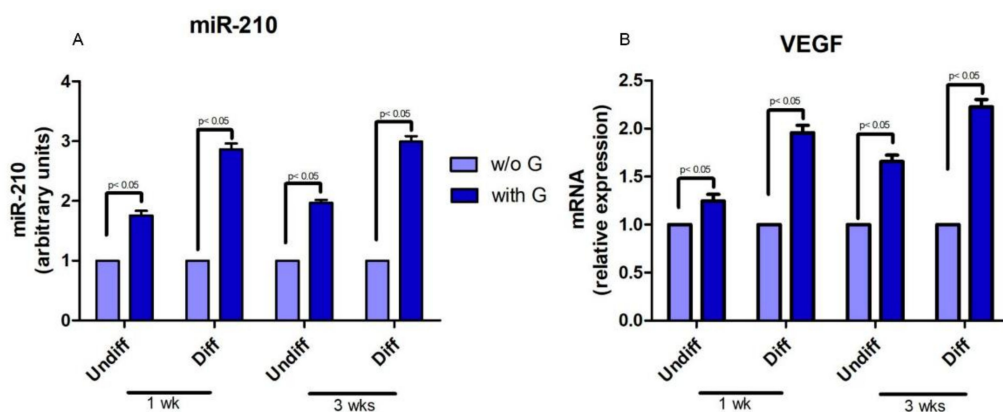 A
miR-210
miR-210
(arbitrary units)
4
3
2
1
0
p< 0.05
p< 0.05
p< 0.05
p< 0.05
Undiff
Diff
Undiff
Diff
1 wk
3 wks
w/o G
with G
B
VEGF
mRNA
(relative expression)
2.5
2.0
1.5
1.0
0.5
0.0
p< 0.05
p< 0.05
p< 0.05
p< 0.05
Undiff
Diff
Undiff
Diff
1 wk
3 wks